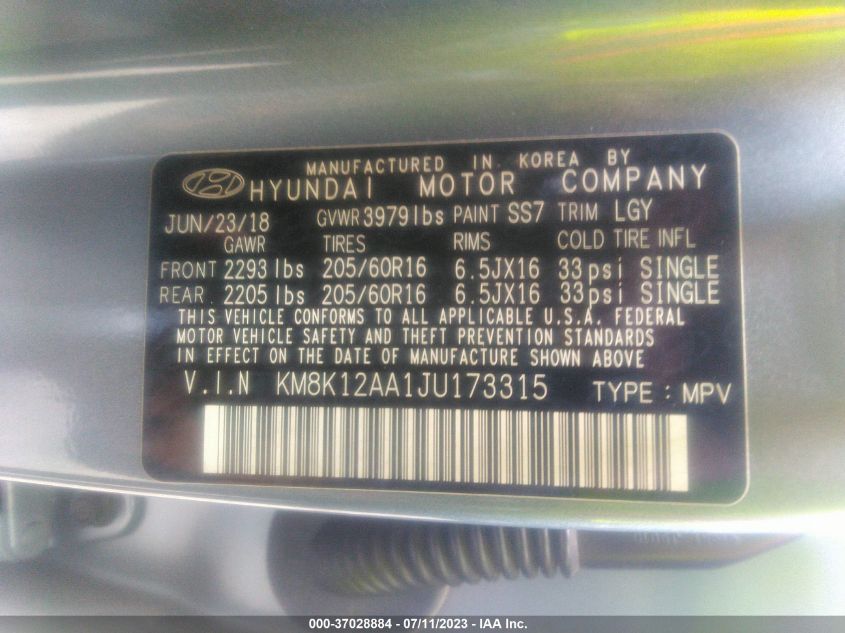 MANUFACTURED IN KOREA BY
HYUNDAI MOTOR COMPANY
JUN/23/18 GVWR 3979lbs PAINT SS7 TRIM LGY
GAWR TIRES RIMS COLD TIRE INFL
FRONT 2293lbs 205/60R16 6.5JX16 33psi SINGLE
REAR 2205lbs 205/60R16 6.5JX16 33psi SINGLE
THIS VEHICLE CONFORMS TO ALL APPLICABLE U.S.A. FEDERAL
MOTOR VEHICLE SAFETY AND THEFT PREVENTION STANDARDS
IN EFFECT ON THE DATE OF MANUFACTURE SHOWN ABOVE
V.I.N KM8K12AA1JU173315 TYPE : MPV
000-37028884 - 07/11/2023 - IAA Inc.